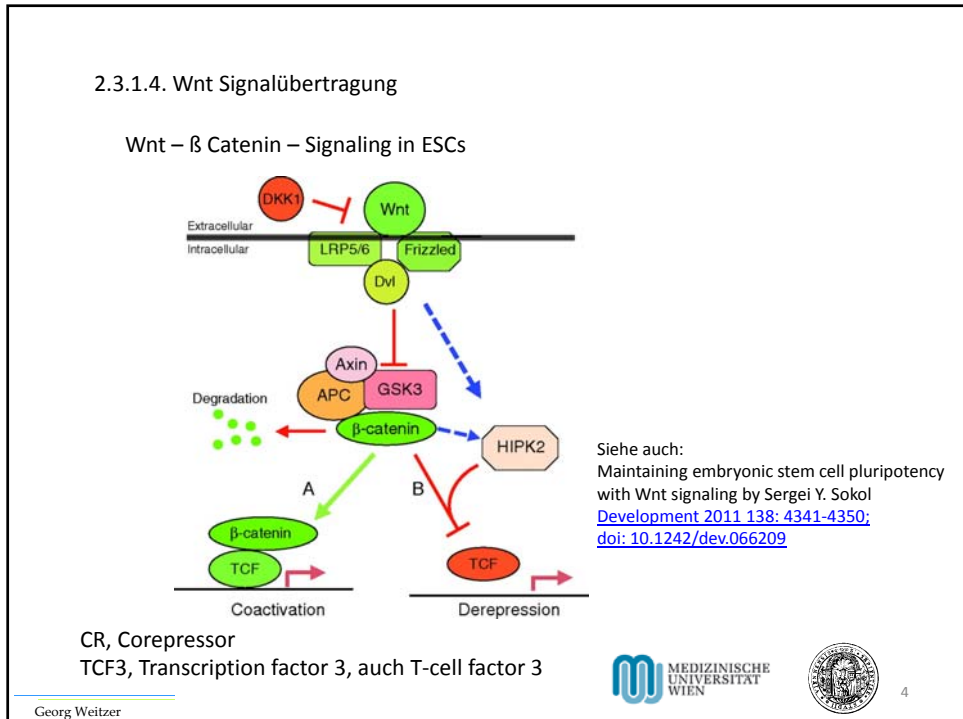 2.3.1.4. Wnt Signalübertragung
Wnt – ß Catenin – Signaling in ESCs
DKK1
Wnt
Extracellular
Intracellular
LRP5/6
Frizzled
Dvl
Axin
APC
GSK3
Degradation
β-catenin
HIPK2
A
B
β-catenin
TCF
TCF
Coactivation
Derepression
Siehe auch:
Maintaining embryonic stem cell pluripotency
with Wnt signaling by Sergei Y. Sokol
Development 2011 138: 4341-4350;
doi: 10.1242/dev.066209
CR, Corepressor
TCF3, Transcription factor 3, auch T-cell factor 3
MEDIZINISCHE
UNIVERSITÄT
WIEN
4
Georg Weitzer